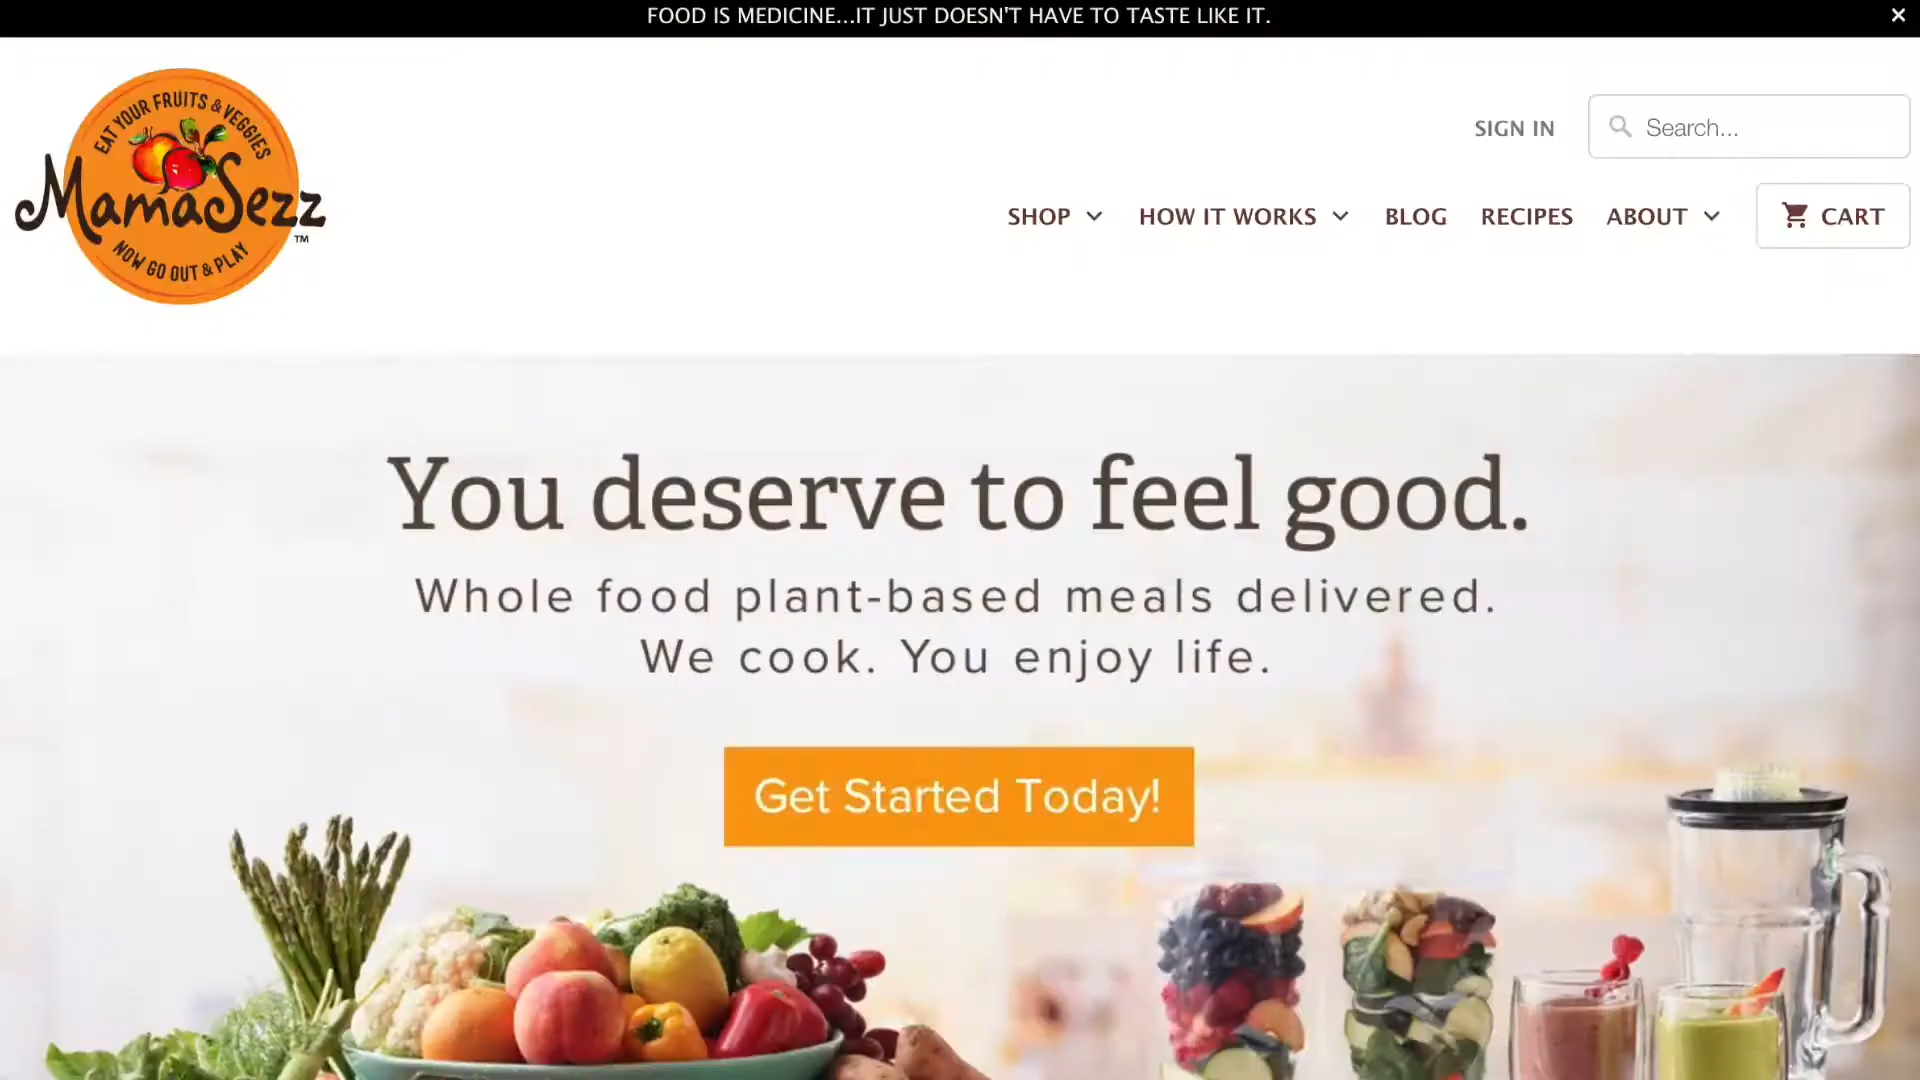 FOOD IS MEDICINE...IT JUST DOESN'T HAVE TO TASTE LIKE IT.
EAT YOUR FRUITS & VEGGIES
MamaSezz
TM
NOW GO OUT & PLAY
SIGN IN
Search...
SHOP
HOW IT WORKS
BLOG
RECIPES
ABOUT
CART
You deserve to feel good.
Whole food plant-based meals delivered.
We cook. You enjoy life.
Get Started Today!